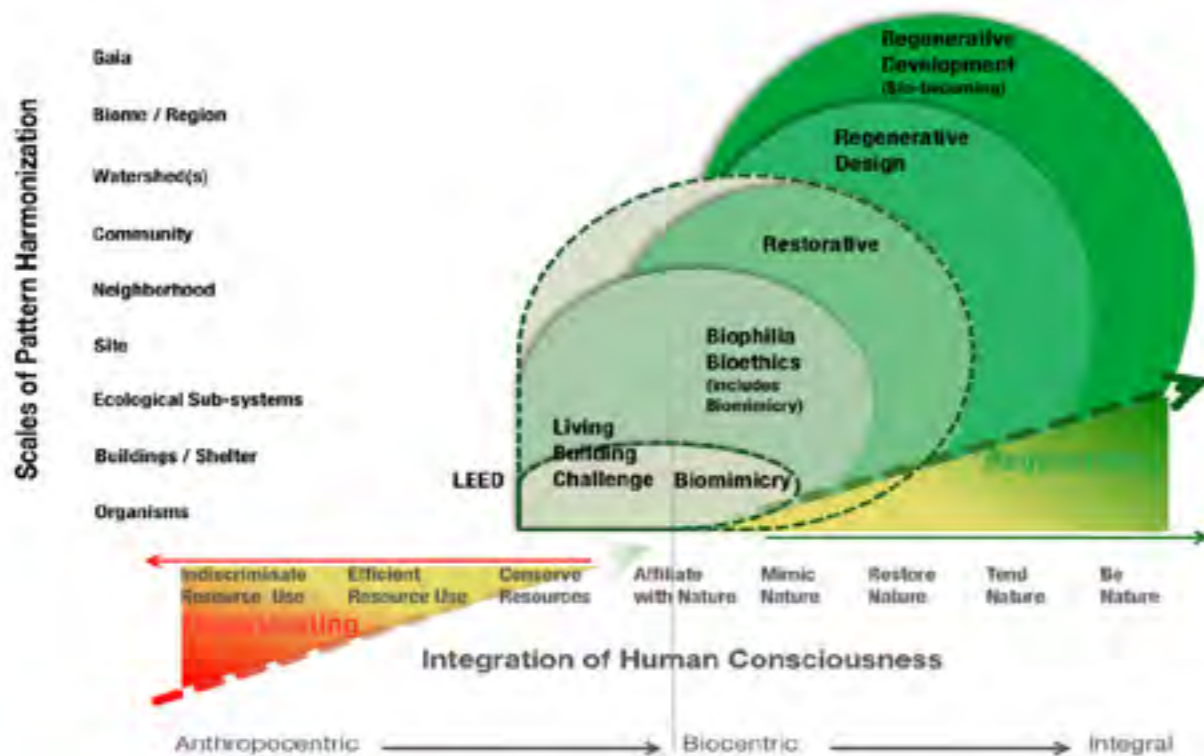 Scales of Pattern Harmonization
Gaia
Biome / Region
Watershed(s)
Community
Neighborhood
Site
Ecological Sub-systems
Buildings / Shelter
Organisms
Regenerative
Development
(Bio-becoming)
Regenerative
Design
Restorative
Biophilia
Bioethics
(includes
Biomimicry)
Living
Building
Challenge
Biomimicry
LEED
Indiscriminate
Resource Use
Efficient
Resource Use
Conserve
Resources
Affiliate
with Nature
Mimic
Nature
Restore
Nature
Tend
Nature
Be
Nature
Integration of Human Consciousness
Anthropocentric
Biocentric
Integral